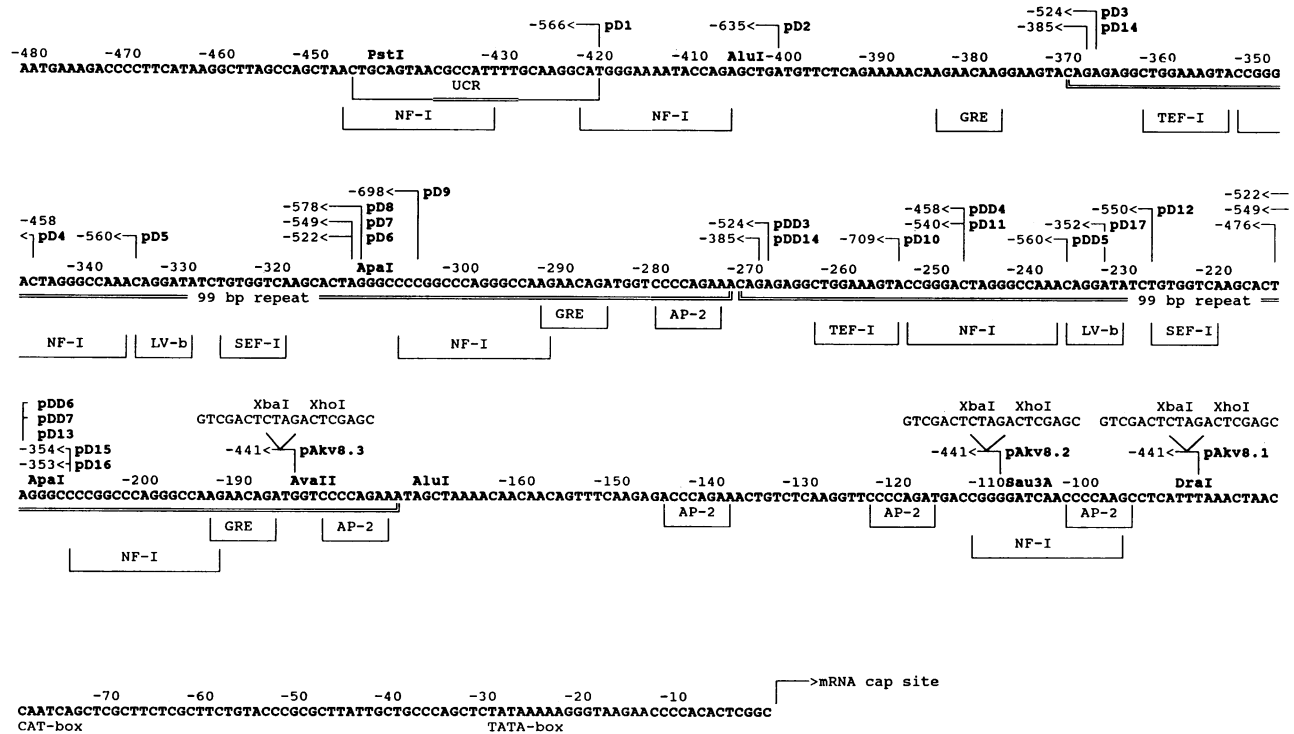 -524< pD3
-566< pD1 -635< pD2 -385< pD14
-480 -470 -460 -450 PstI -430 -420 -410 AluI-400 -390 -380 -370 -360 -350
AATGAAAGACCCCTTCATAAGGCTTAGCCAGCTAACTGCAGTAACGCCATTTTGCAAGGCATGGGAAAATACCAGAGCTGATGTTCTCAGAAAAACAAGAACAAGGAAGTACAGAGAGGCTGGAAAGTACCGGG
UCR
NF-I NF-I GRE TEF-I
-698< pD9 -522<
-458 -578< pD8 -458< pDD4 -550< pD12 -549<
-549< pD7 -524< pDD3 -540< pD11 -352< pD17 -476<
< pD4 -560< pD5 -522< pD6 -385< pDD14 -709< pD10 -560< pDD5
-340 -330 -320 ApaI -300 -290 -280 -270 -260 -250 -240 -230 -220
ACTAGGGCCAAACAGGATATCTGTGGTCAAGCACTAGGGCCCCGGCCCAGGGCCAAGAACAGATGGTCCCCAGAAACAGAGAGGCTGGAAAGTACCGGGACTAGGGCCAAACAGGATATCTGTGGTCAAGCACT
99 bp repeat 99 bp repeat
GRE AP-2
NF-I LV-b SEF-I NF-I TEF-I NF-I LV-b SEF-I
pDD6 XbaI XhoI XbaI XhoI XbaI XhoI
pDD7 GTCGACTCTAGACTCGAGC GTCGACTCTAGACTCGAGC GTCGACTCTAGACTCGAGC
pD13
-354< pD15 -441< pAkv8.3 -441< pAkv8.2 -441< pAkv8.1
-353< pD16
ApaI -200 -190 AvaII AluI -160 -150 -140 -130 -120 -110Sau3A -100 DraI
AGGGCCCCGGCCCAGGGCCAAGAACAGATGGTCCCCAGAAATAGCTAAAACAACAACAGTTTCAAGAGACCCAGAAACTGTCTCAAGGTTCCCCAGATGACCGGGGATCAACCCCAAGCCTCATTTAAACTAAC
GRE AP-2 AP-2 AP-2 AP-2
NF-I NF-I
-70 -60 -50 -40 -30 -20 -10 >mRNA cap site
CAATCAGCTCGCTTCTCGCTTCTGTACCCGCGCTTATTGCTGCCCAGCTCTATAAAAAGGGTAAGAACCCCACACTCGGC
CAT-box TATA-box